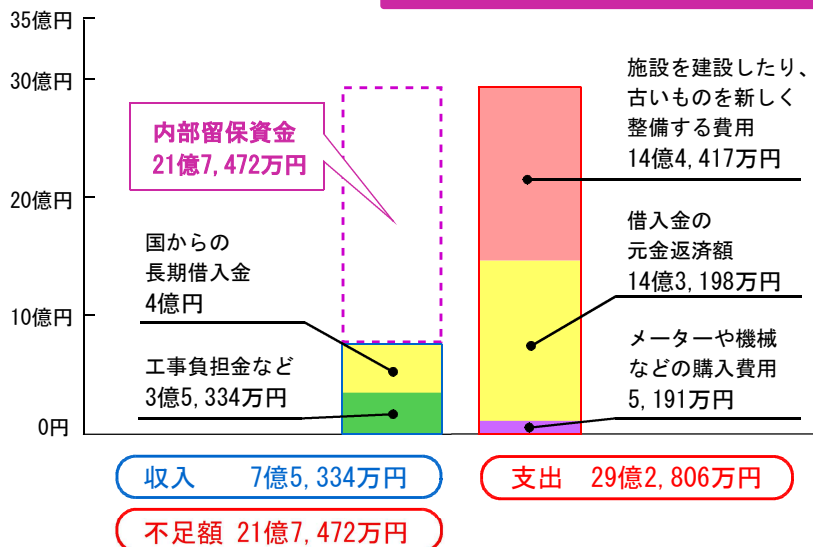 35億円
30億円
20億円
10億円
0円
内部留保資金
21億7,472万円
国からの
長期借入金
4億円
工事負担金など
3億5,334万円
施設を建設したり、
古いものを新しく
整備する費用
14億4,417万円
借入金の
元金返済額
14億3,198万円
メーターや機械
などの購入費用
5,191万円
収入 7億5,334万円
不足額 21億7,472万円
支出 29億2,806万円